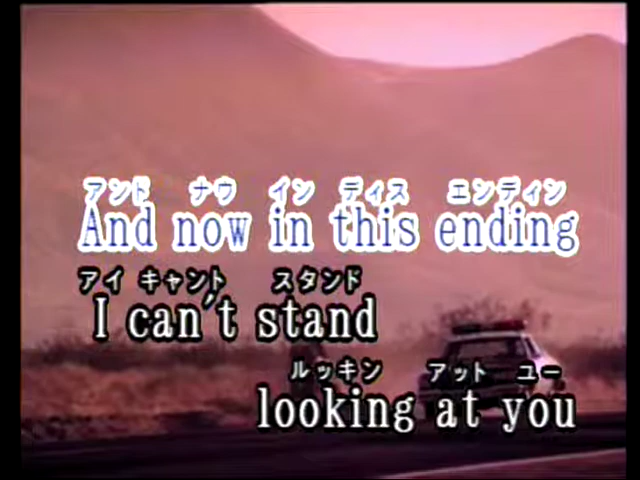 アンド ナウ イン ディス エンディン
And now in this ending
アイ キャント スタンド
I can't stand
ルッキン アット ユー
looking at you